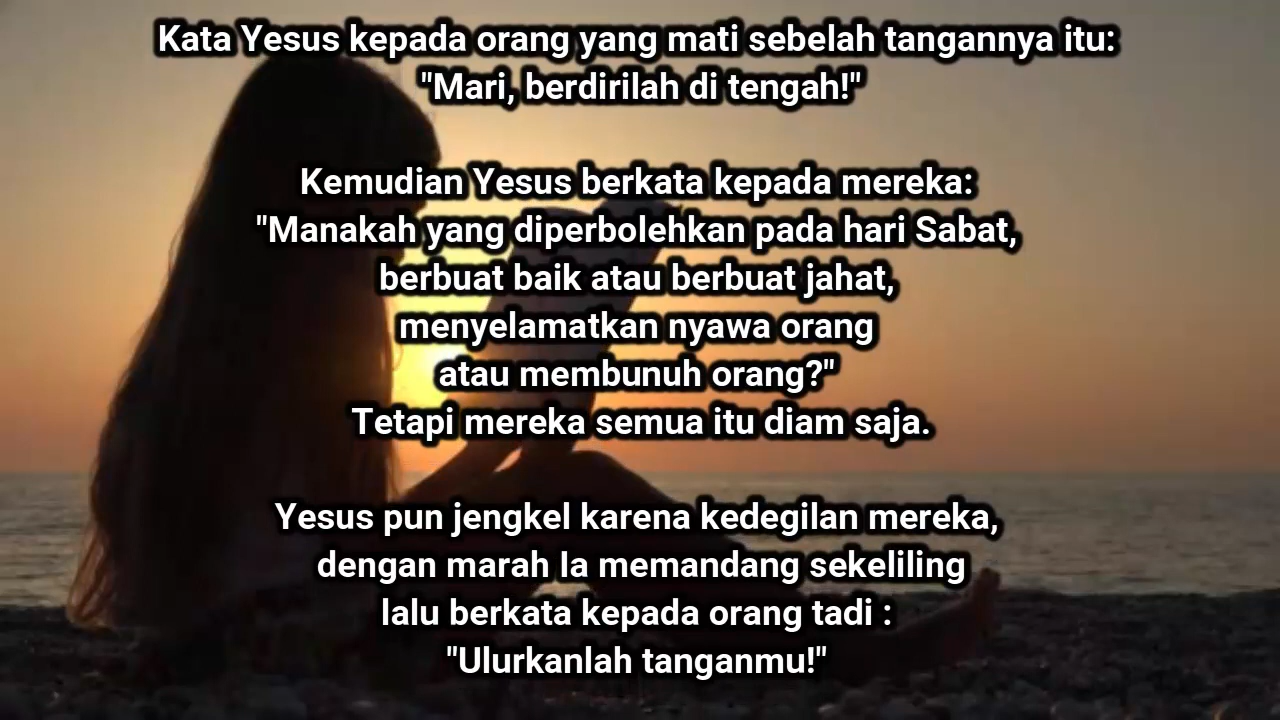 Kata Yesus kepada orang yang mati sebelah tangannya itu:
"Mari, berdirilah di tengah!"
Kemudian Yesus berkata kepada mereka:
"Manakah yang diperbolehkan pada hari Sabat,
berbuat baik atau berbuat jahat,
menyelamatkan nyawa orang
atau membunuh orang?"
Tetapi mereka semua itu diam saja.
Yesus pun jengkel karena kedegilan mereka,
dengan marah Ia memandang sekeliling
lalu berkata kepada orang tadi :
"Ulurkanlah tanganmu!"